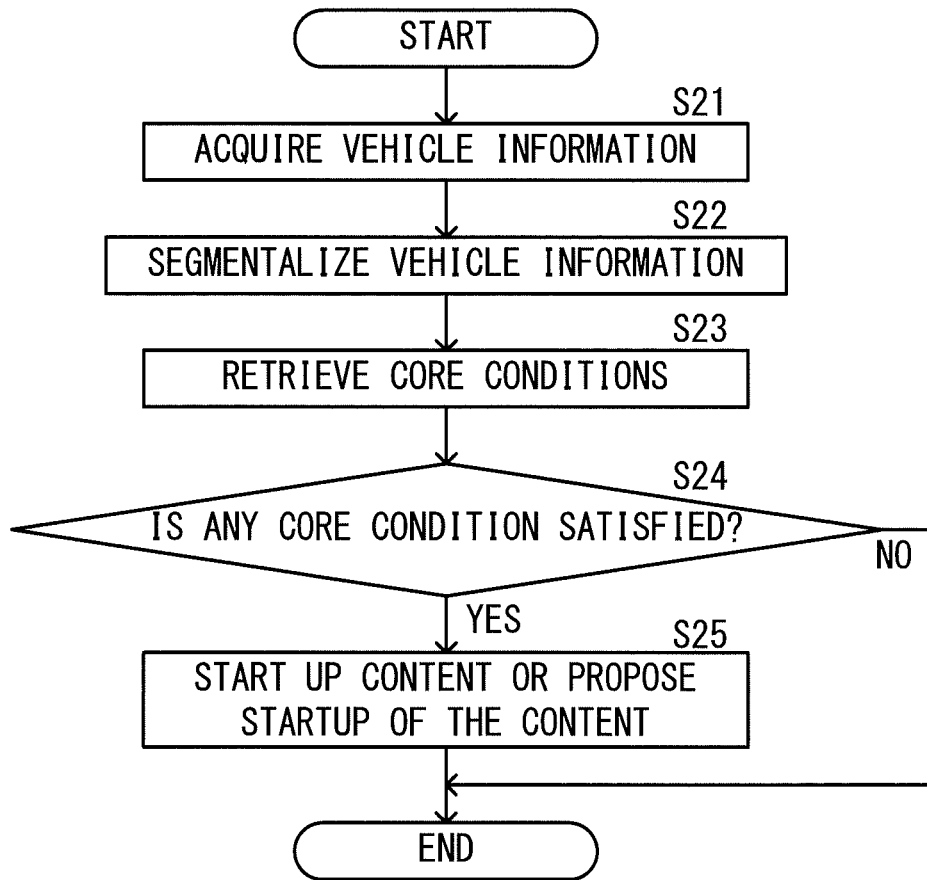 START
S21
ACQUIRE VEHICLE INFORMATION
S22
SEGMENTALIZE VEHICLE INFORMATION
S23
RETRIEVE CORE CONDITIONS
S24
IS ANY CORE CONDITION SATISFIED?
NO
YES
S25
START UP CONTENT OR PROPOSE
STARTUP OF THE CONTENT
END